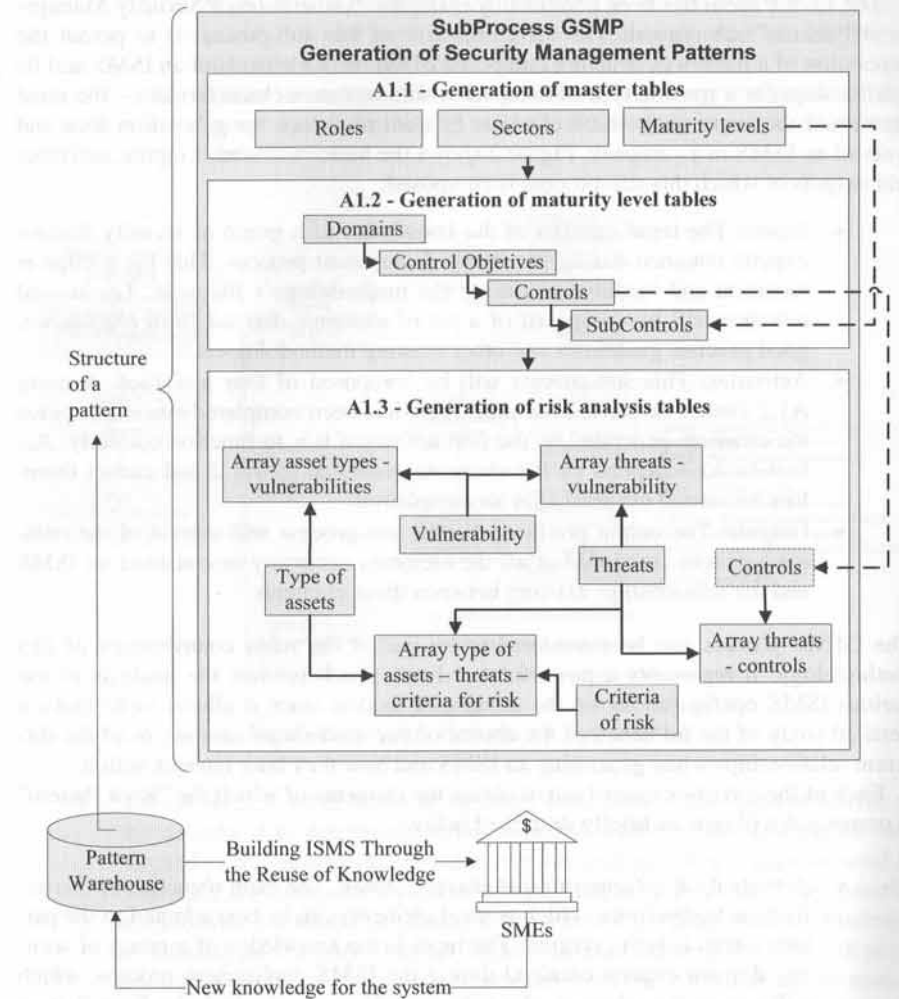 SubProcess GSMP
Generation of Security Management Patterns
A1.1 - Generation of master tables
Roles
Sectors
Maturity levels
A1.2 - Generation of maturity level tables
Domains
Control Objectives
Controls
SubControls
Structure
of a
pattern
A1.3 - Generation of risk analysis tables
Array asset types -
vulnerabilities
Array threats -
vulnerability
Vulnerability
Type of
assets
Threats
Controls
Array type of
assets - threats -
criteria for risk
Array threats
- controls
Criteria
of risk
Pattern
Warehouse
Building ISMS Through
the Reuse of Knowledge
$
SMEs
New knowledge for the system